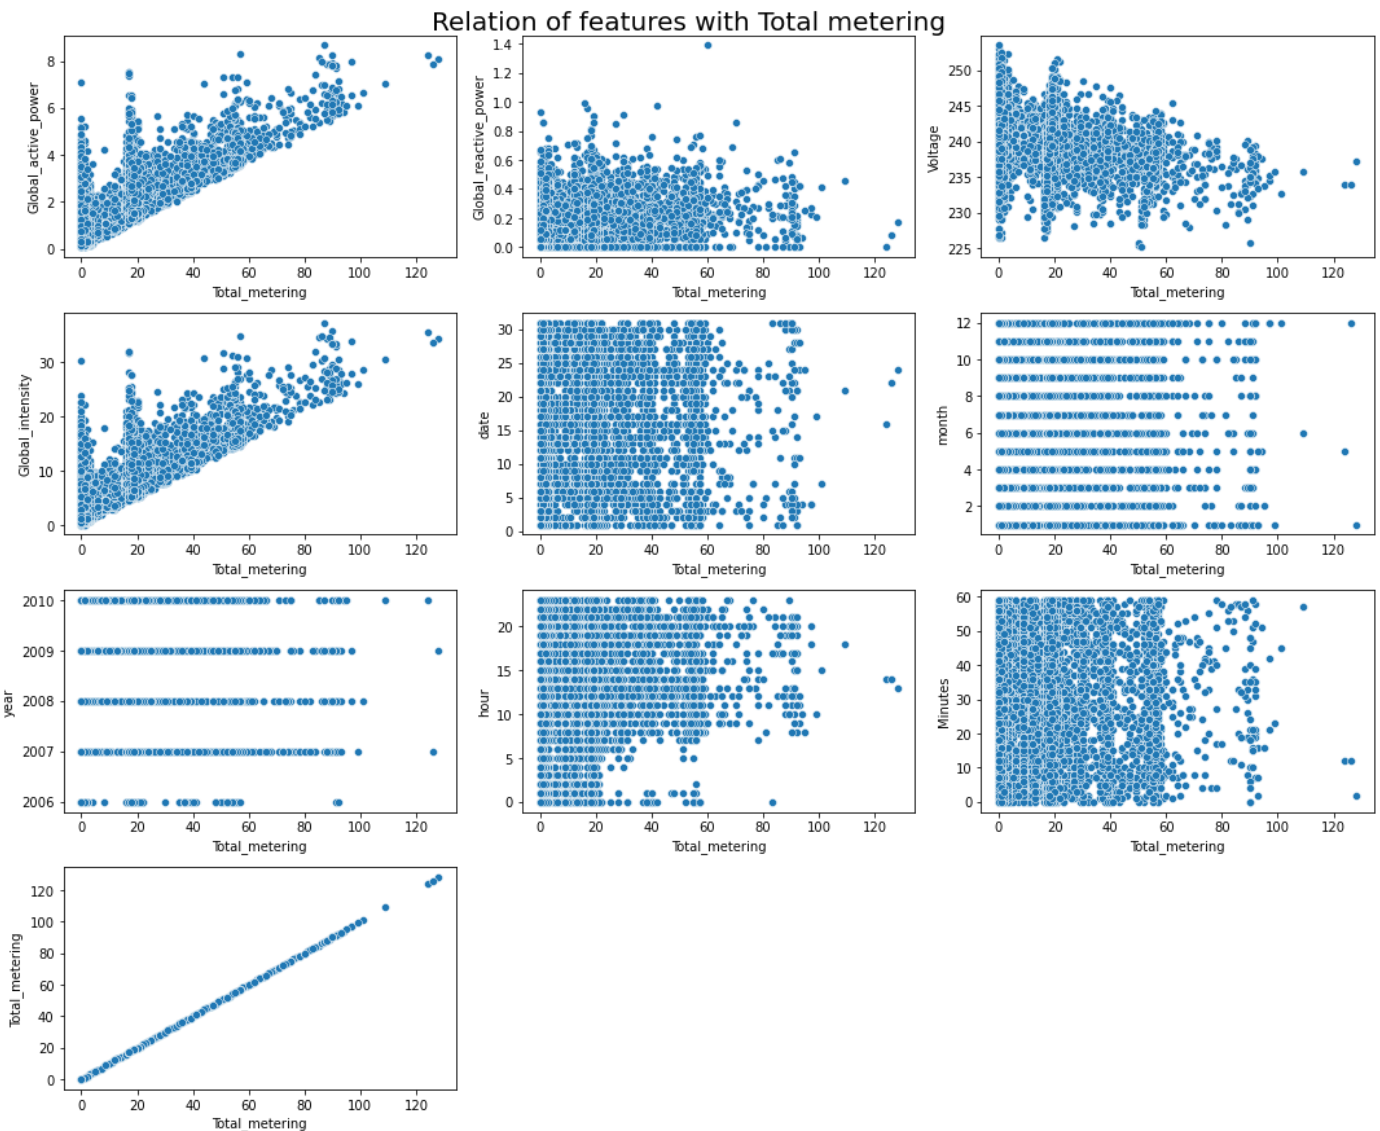 Relation of features with Total metering
Global_active_power
8
6
4
2
0
0 20 40 60 80 100 120
Total_metering
Global_reactive_power
1.4
1.2
1.0
0.8
0.6
0.4
0.2
0.0
0 20 40 60 80 100 120
Total_metering
Voltage
250
245
240
235
230
225
0 20 40 60 80 100 120
Total_metering
Global_intensity
30
20
10
0
0 20 40 60 80 100 120
Total_metering
date
30
25
20
15
10
5
0
0 20 40 60 80 100 120
Total_metering
month
12
10
8
6
4
2
0 20 40 60 80 100 120
Total_metering
year
2010
2009
2008
2007
2006
0 20 40 60 80 100 120
Total_metering
hour
20
15
10
5
0
0 20 40 60 80 100 120
Total_metering
Minutes
60
50
40
30
20
10
0
0 20 40 60 80 100 120
Total_metering
Total_metering
120
100
80
60
40
20
0
0 20 40 60 80 100 120
Total_metering